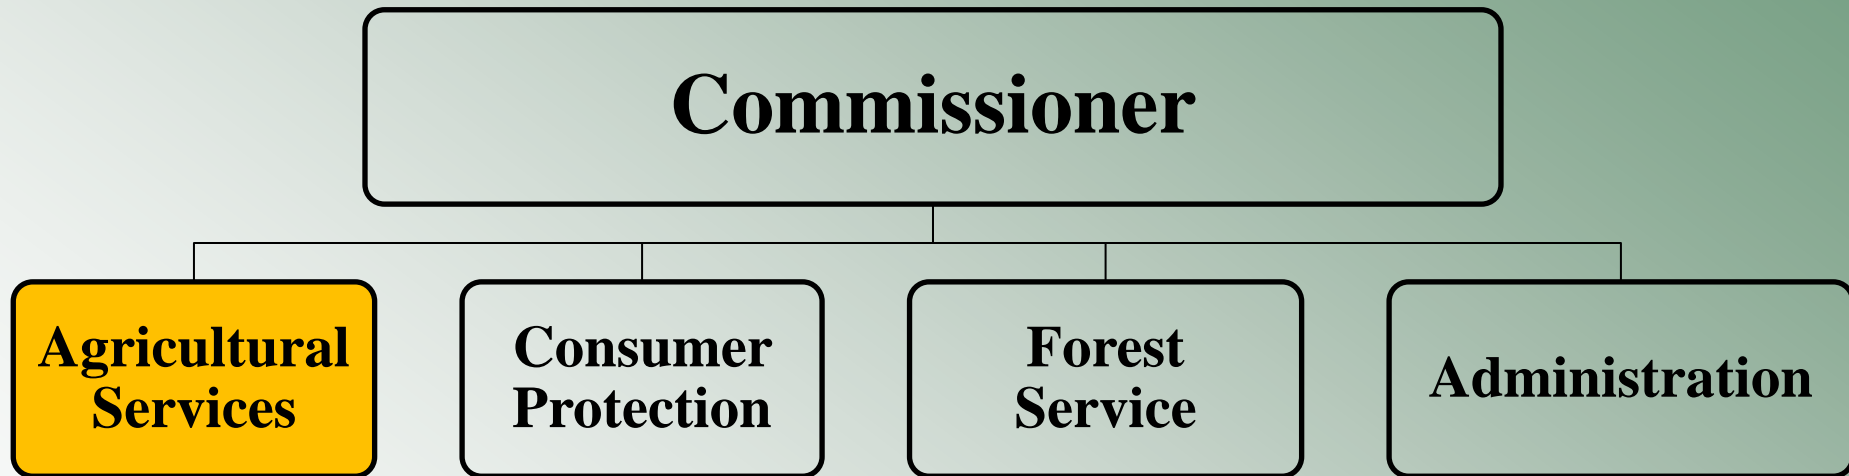 Commissioner
Agricultural
Services
Consumer
Protection
Forest
Service
Administration